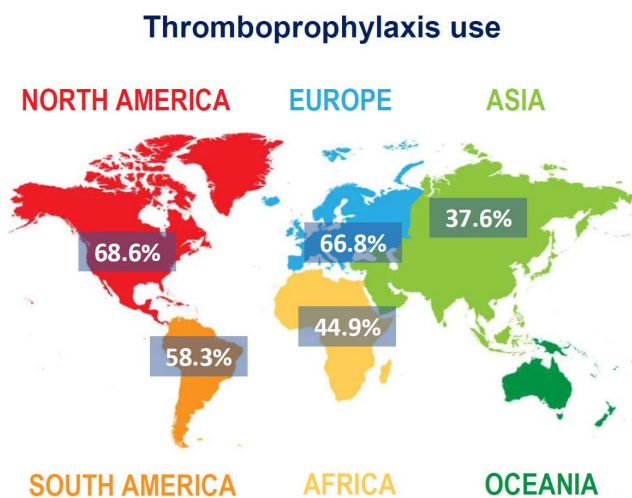 Thromboprophylaxis use
NORTH AMERICA
EUROPE
ASIA
68.6%
66.8%
37.6%
58.3%
44.9%
SOUTH AMERICA
AFRICA
OCEANIA